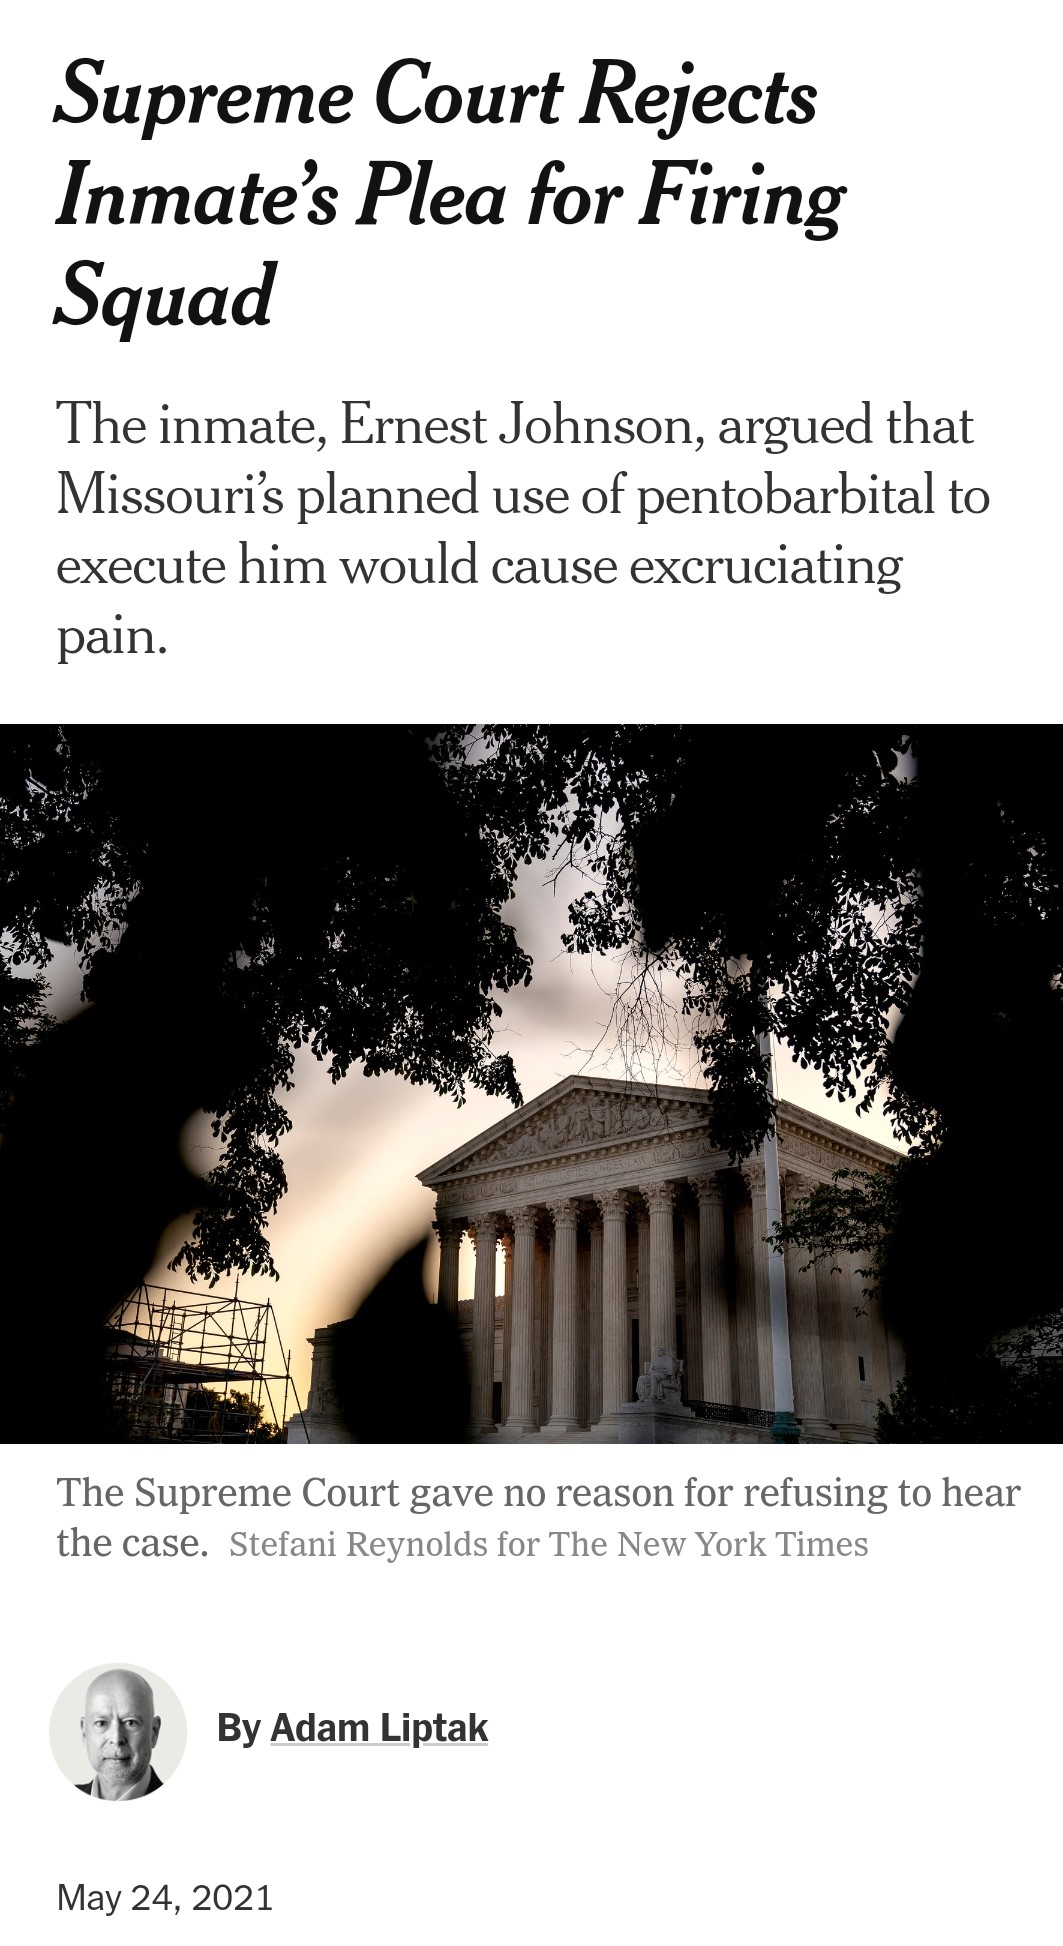 Supreme Court Rejects
Inmate’s Plea for Firing
Squad
The inmate, Ernest Johnson, argued that
Missouri’s planned use of pentobarbital to
execute him would cause excruciating
pain.
The Supreme Court gave no reason for refusing to hear
the case. Stefani Reynolds for The New York Times
By Adam Liptak
May 24, 2021